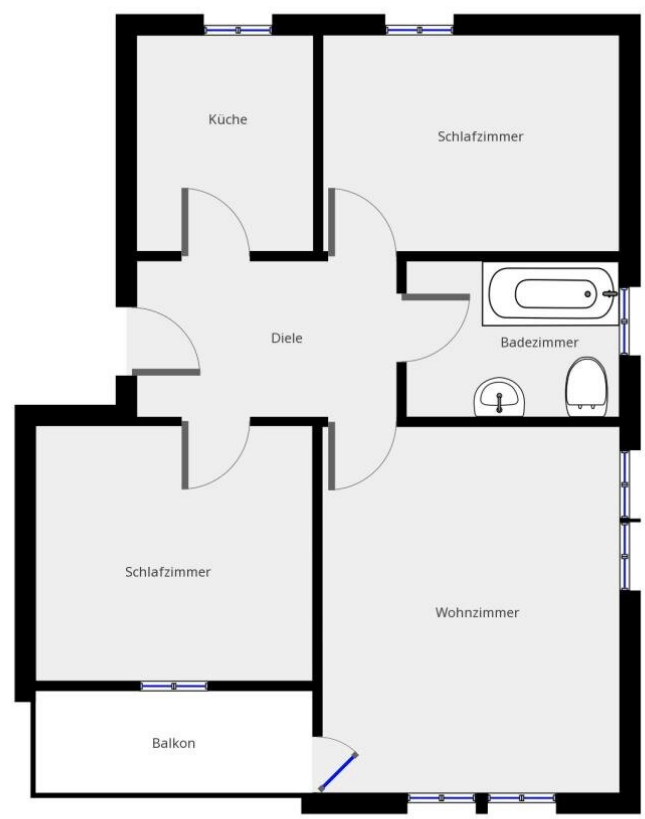 Küche
Schlafzimmer
Diele
Badezimmer
Schlafzimmer
Wohnzimmer
Balkon